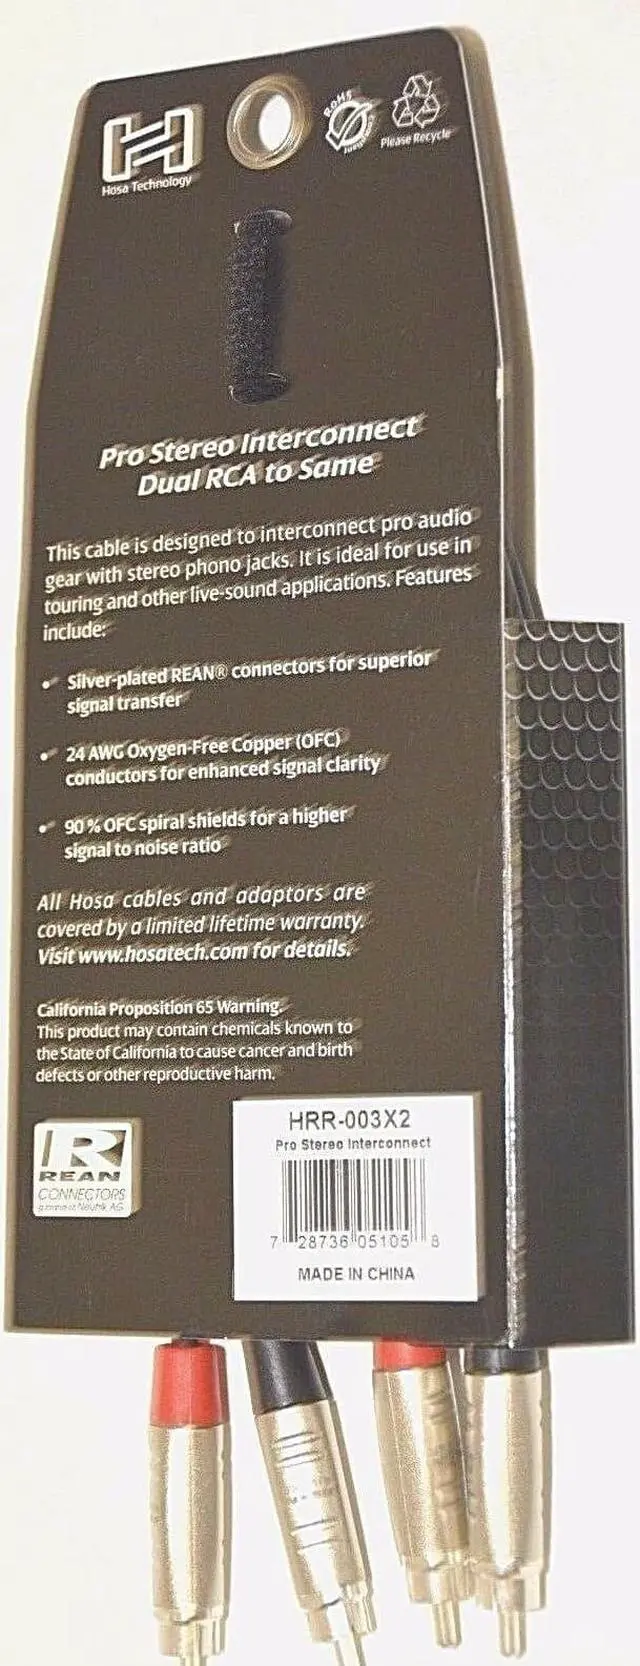 Hosa Technology
RoHS
Please Recycle
Pro Stereo Interconnect
Dual RCA to Same
This cable is designed to interconnect pro audio
gear with stereo phono jacks. It is ideal for use in
touring and other live-sound applications. Features
include:
• Silver-plated REAN® connectors for superior
signal transfer
• 24 AWG Oxygen-Free Copper (OFC)
conductors for enhanced signal clarity
• 90 % OFC spiral shields for a higher
signal to noise ratio
All Hosa cables and adaptors are
covered by a limited lifetime warranty.
Visit www.hosatech.com for details.
California Proposition 65 Warning.
This product may contain chemicals known to
the State of California to cause cancer and birth
defects or other reproductive harm.
R
REAN
CONNECTORS
HRR-003X2
Pro Stereo Interconnect
7 28736 05105 8
MADE IN CHINA